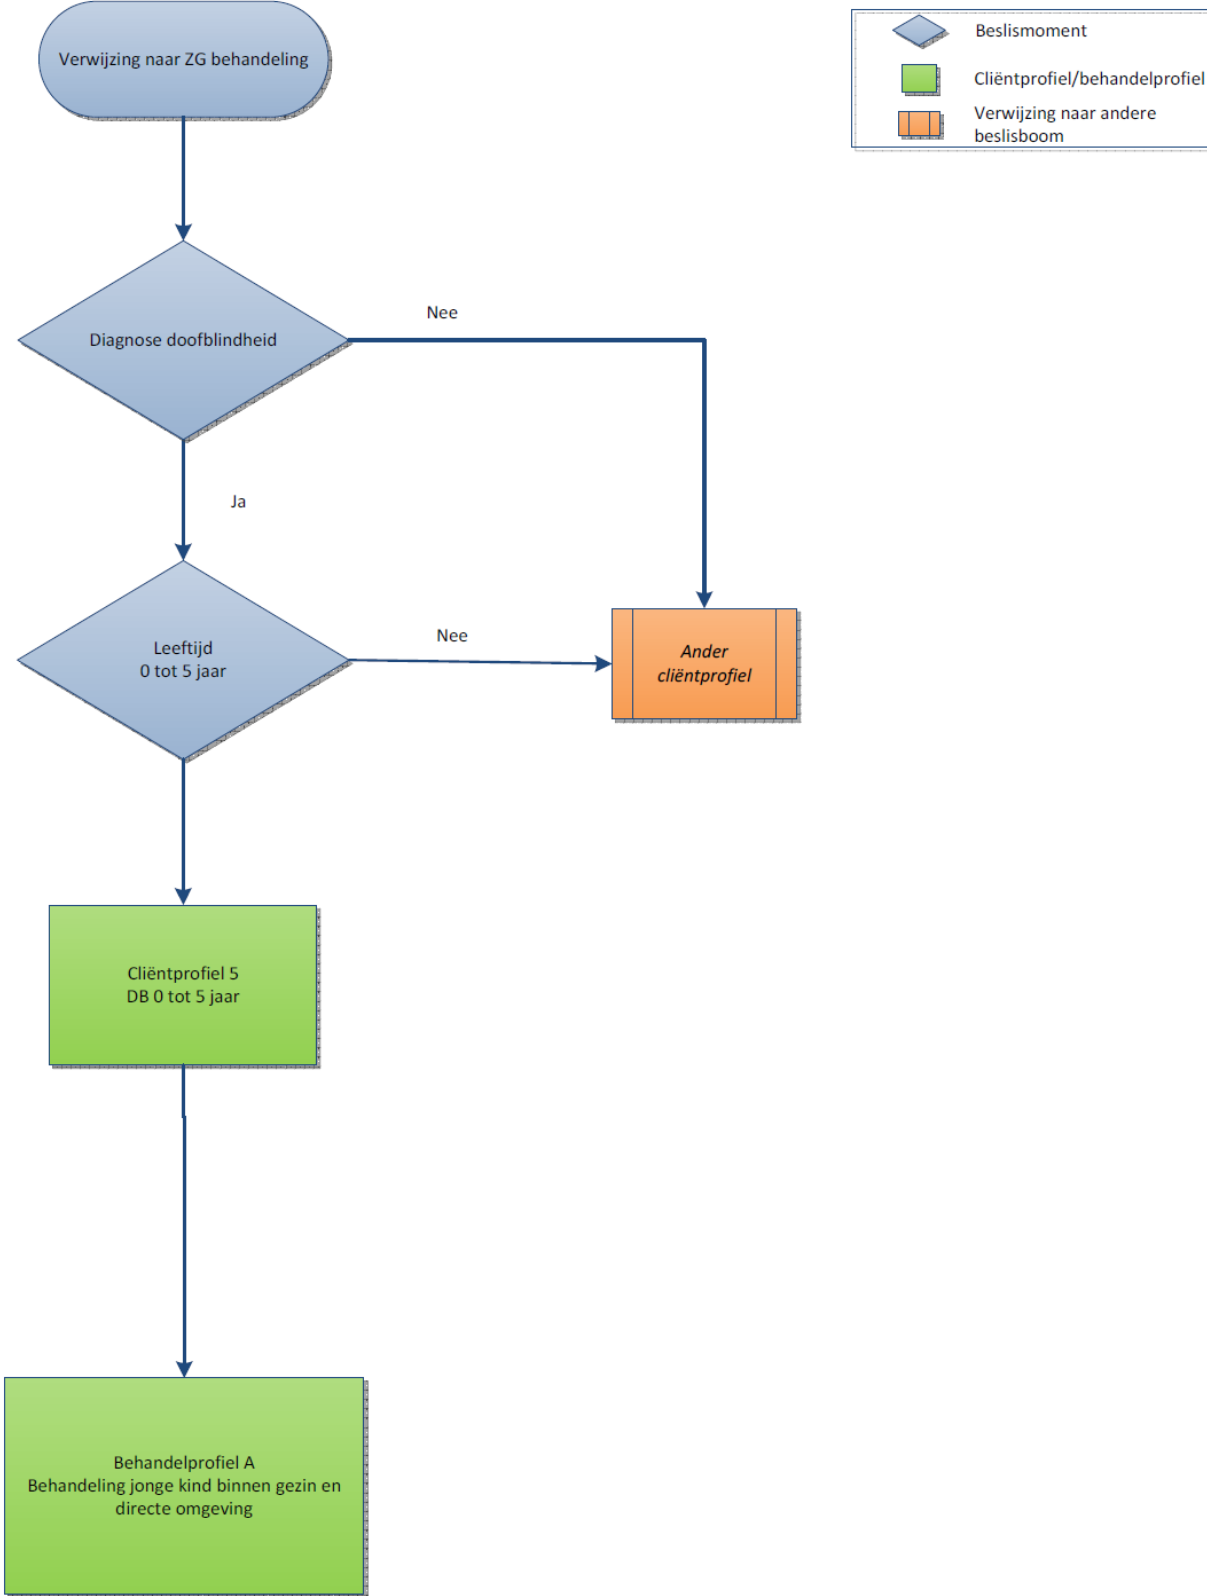 Verwijzing naar ZG behandeling
Beslismoment
Cliëntprofiel/behandelprofiel
Verwijzing naar andere
beslisboom
Diagnose doofblindheid
Nee
Ja
Leeftijd
0 tot 5 jaar
Nee
Ander
cliëntprofiel
Cliëntprofiel 5
DB 0 tot 5 jaar
Behandelprofiel A
Behandeling jonge kind binnen gezin en
directe omgeving